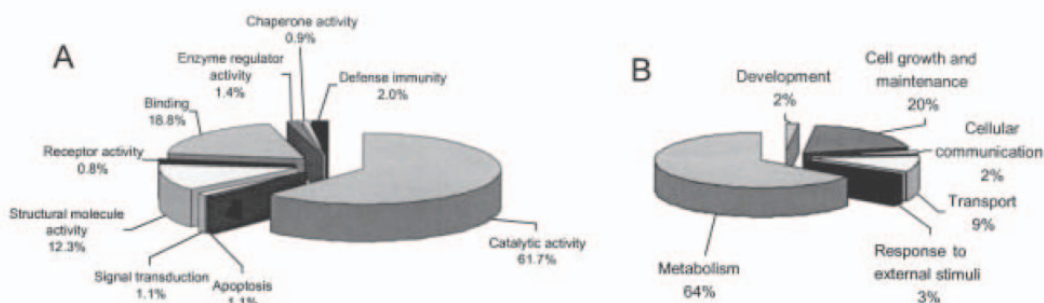 A
Chaperone activity
0.9%
Enzyme regulator
activity
1.4%
Defense immunity
2.0%
Binding
18.8%
Receptor activity
0.8%
Structural molecule
activity
12.3%
Signal transduction
1.1%
Apoptosis
1.1%
Catalytic activity
61.7%
B
Development
2%
Cell growth and
maintenance
20%
Cellular
communication
2%
Transport
9%
Response to
external stimuli
3%
Metabolism
64%